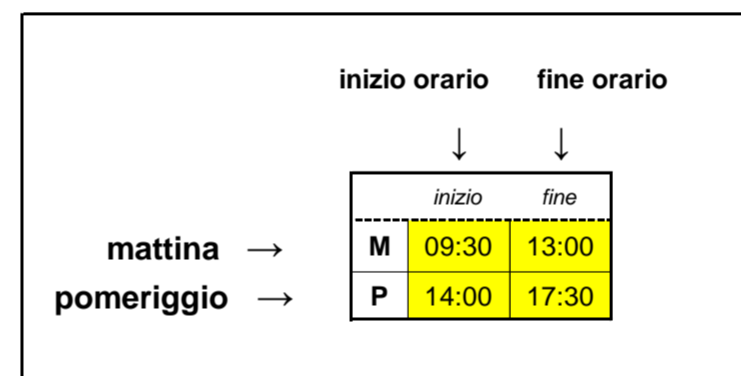 inizio orario fine orario
↓ ↓
inizio fine
mattina → M 09:30 13:00
pomeriggio → P 14:00 17:30